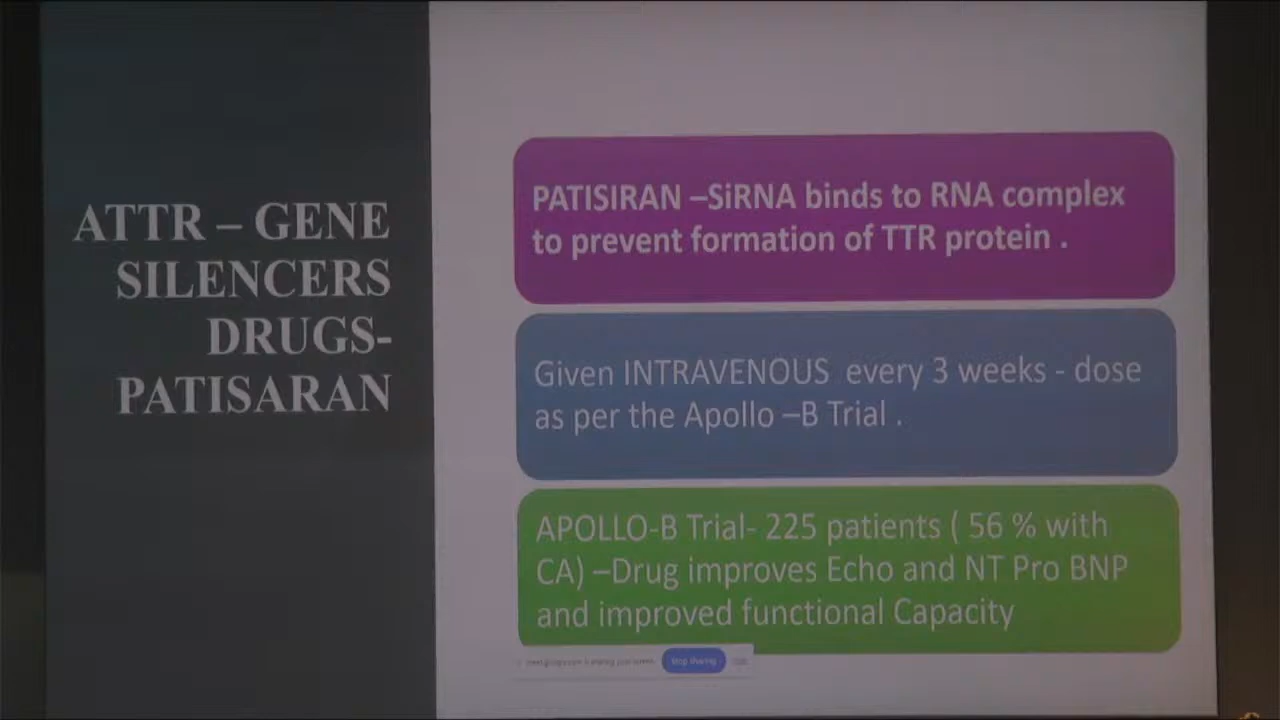 ATTR – GENE
SILENCERS
DRUGS-
PATISARAN
PATISIRAN –SiRNA binds to RNA complex
to prevent formation of TTR protein .
Given INTRAVENOUS every 3 weeks - dose
as per the Apollo –B Trial .
APOLLO-B Trial- 225 patients ( 56 % with
CA) –Drug improves Echo and NT Pro BNP
and improved functional Capacity
Stop sharing